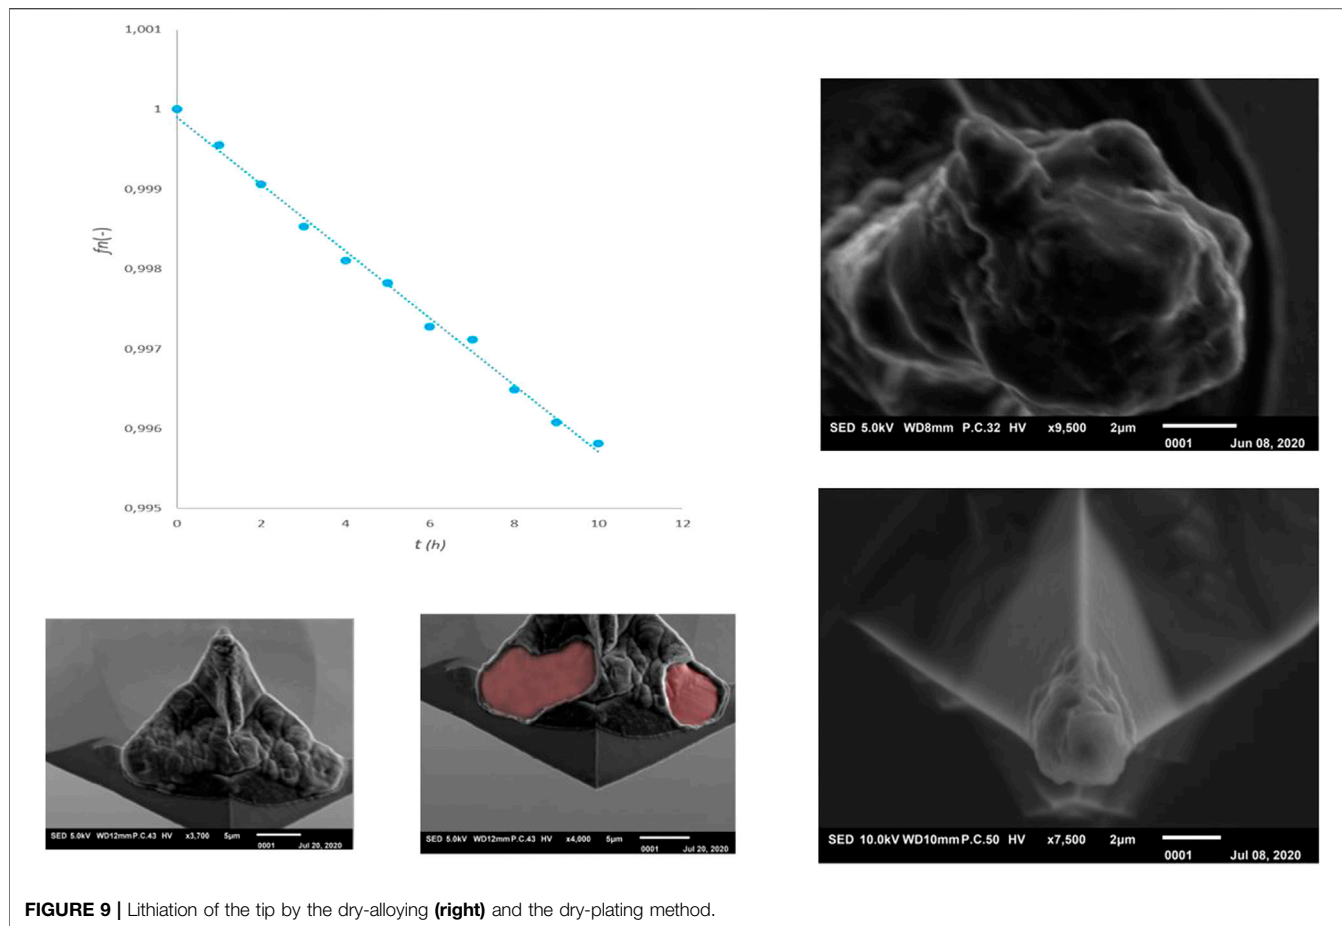 1,001
1
0,999
0,998
0,997
0,996
0,995
fn(-)
0 2 4 6 8 10 12
t (h)
SED 5.0kV WD8mm P.C.32 HV x9,500 2µm
0001 Jun 08, 2020
SED 5.0kV WD12mm P.C.43 HV x3,700 5µm
0001 Jul 20, 2020
SED 5.0kV WD12mm P.C.43 HV x4,000 5µm
0001 Jul 20, 2020
SED 10.0kV WD10mm P.C.50 HV x7,500 2µm
0001 Jul 08, 2020
FIGURE 9 | Lithiation of the tip by the dry-alloying (right) and the dry-plating method.